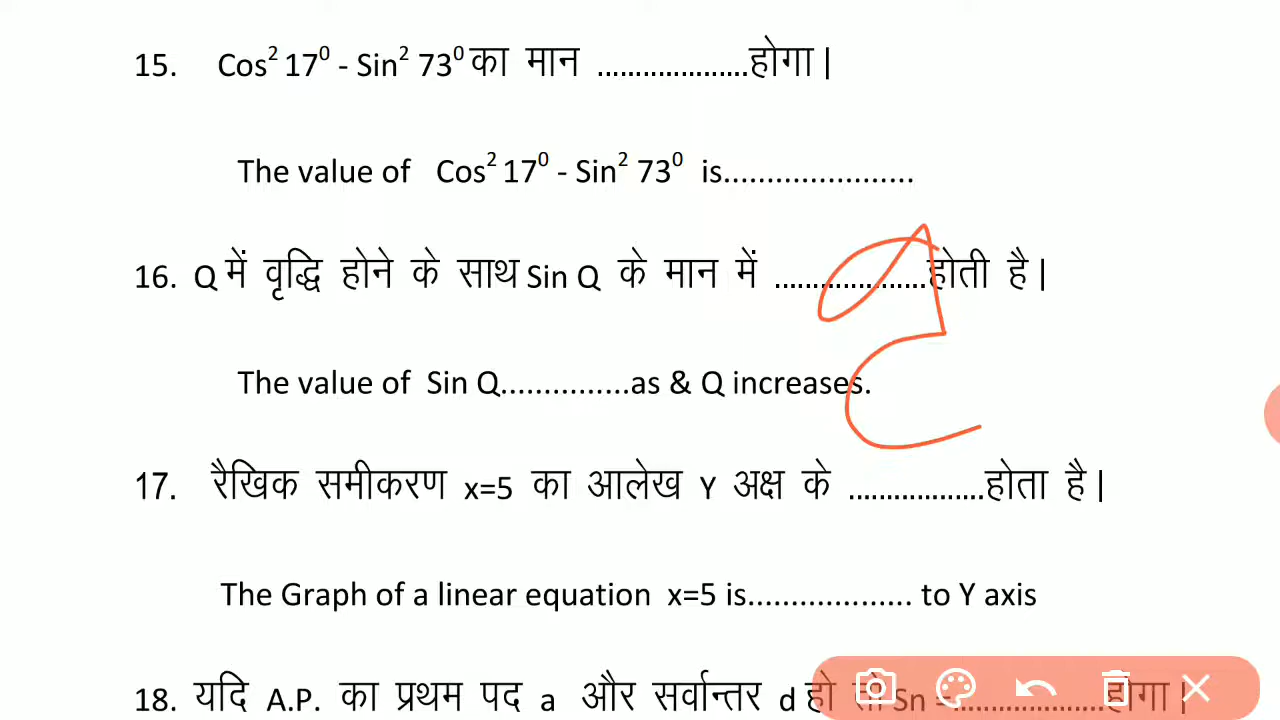 15. Cos² 17⁰ - Sin² 73⁰ का मान ....................होगा |
The value of Cos² 17⁰ - Sin² 73⁰ is......................
16. Q में वृद्धि होने के साथ Sin Q के मान में ....................होती है |
The value of Sin Q...............as & Q increases.
17. रैखिक समीकरण x=5 का आलेख Y अक्ष के ..................होता है |
The Graph of a linear equation x=5 is................... to Y axis
18. यदि A.P. का प्रथम पद a और सर्वान्तर d हो तो Sn =....................होगा |